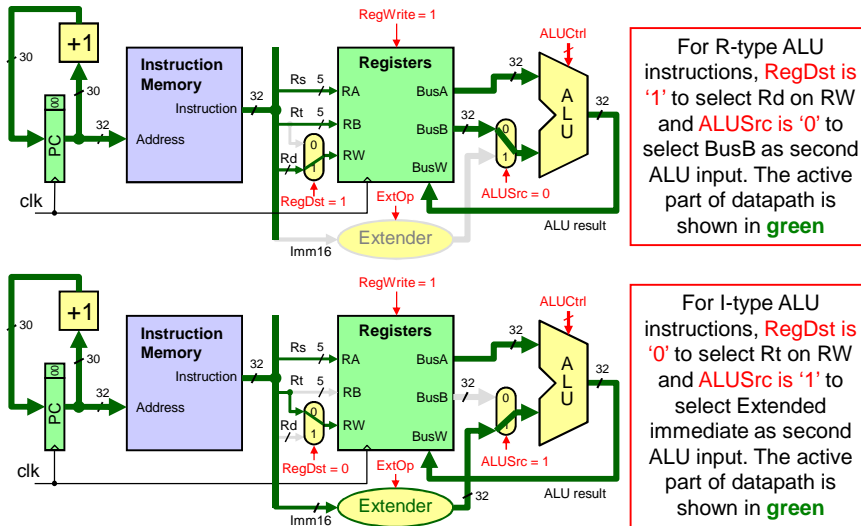 RegWrite = 1
ALUCtrl
+1
30
30
00
PC
clk
Instruction
Memory
Instruction
Address
32
32
Rs 5
Rt 5
Rd
0
1
RegDst = 1
Imm16
Registers
RA
RB
RW
BusA
BusB
BusW
ExtOp
Extender
32
32
0
1
ALUSrc = 0
A
L
U
32
ALU result
For R-type ALU
instructions, RegDst is
‘1’ to select Rd on RW
and ALUSrc is ‘0’ to
select BusB as second
ALU input. The active
part of datapath is
shown in green
RegWrite = 1
ALUCtrl
+1
30
30
00
PC
clk
Instruction
Memory
Instruction
Address
32
32
Rs 5
Rt 5
Rd
0
1
RegDst = 0
Imm16
Registers
RA
RB
RW
BusA
BusB
BusW
ExtOp
Extender
32
32
32
0
1
ALUSrc = 1
A
L
U
32
ALU result
For I-type ALU
instructions, RegDst is
‘0’ to select Rt on RW
and ALUSrc is ‘1’ to
select Extended
immediate as second
ALU input. The active
part of datapath is
shown in green